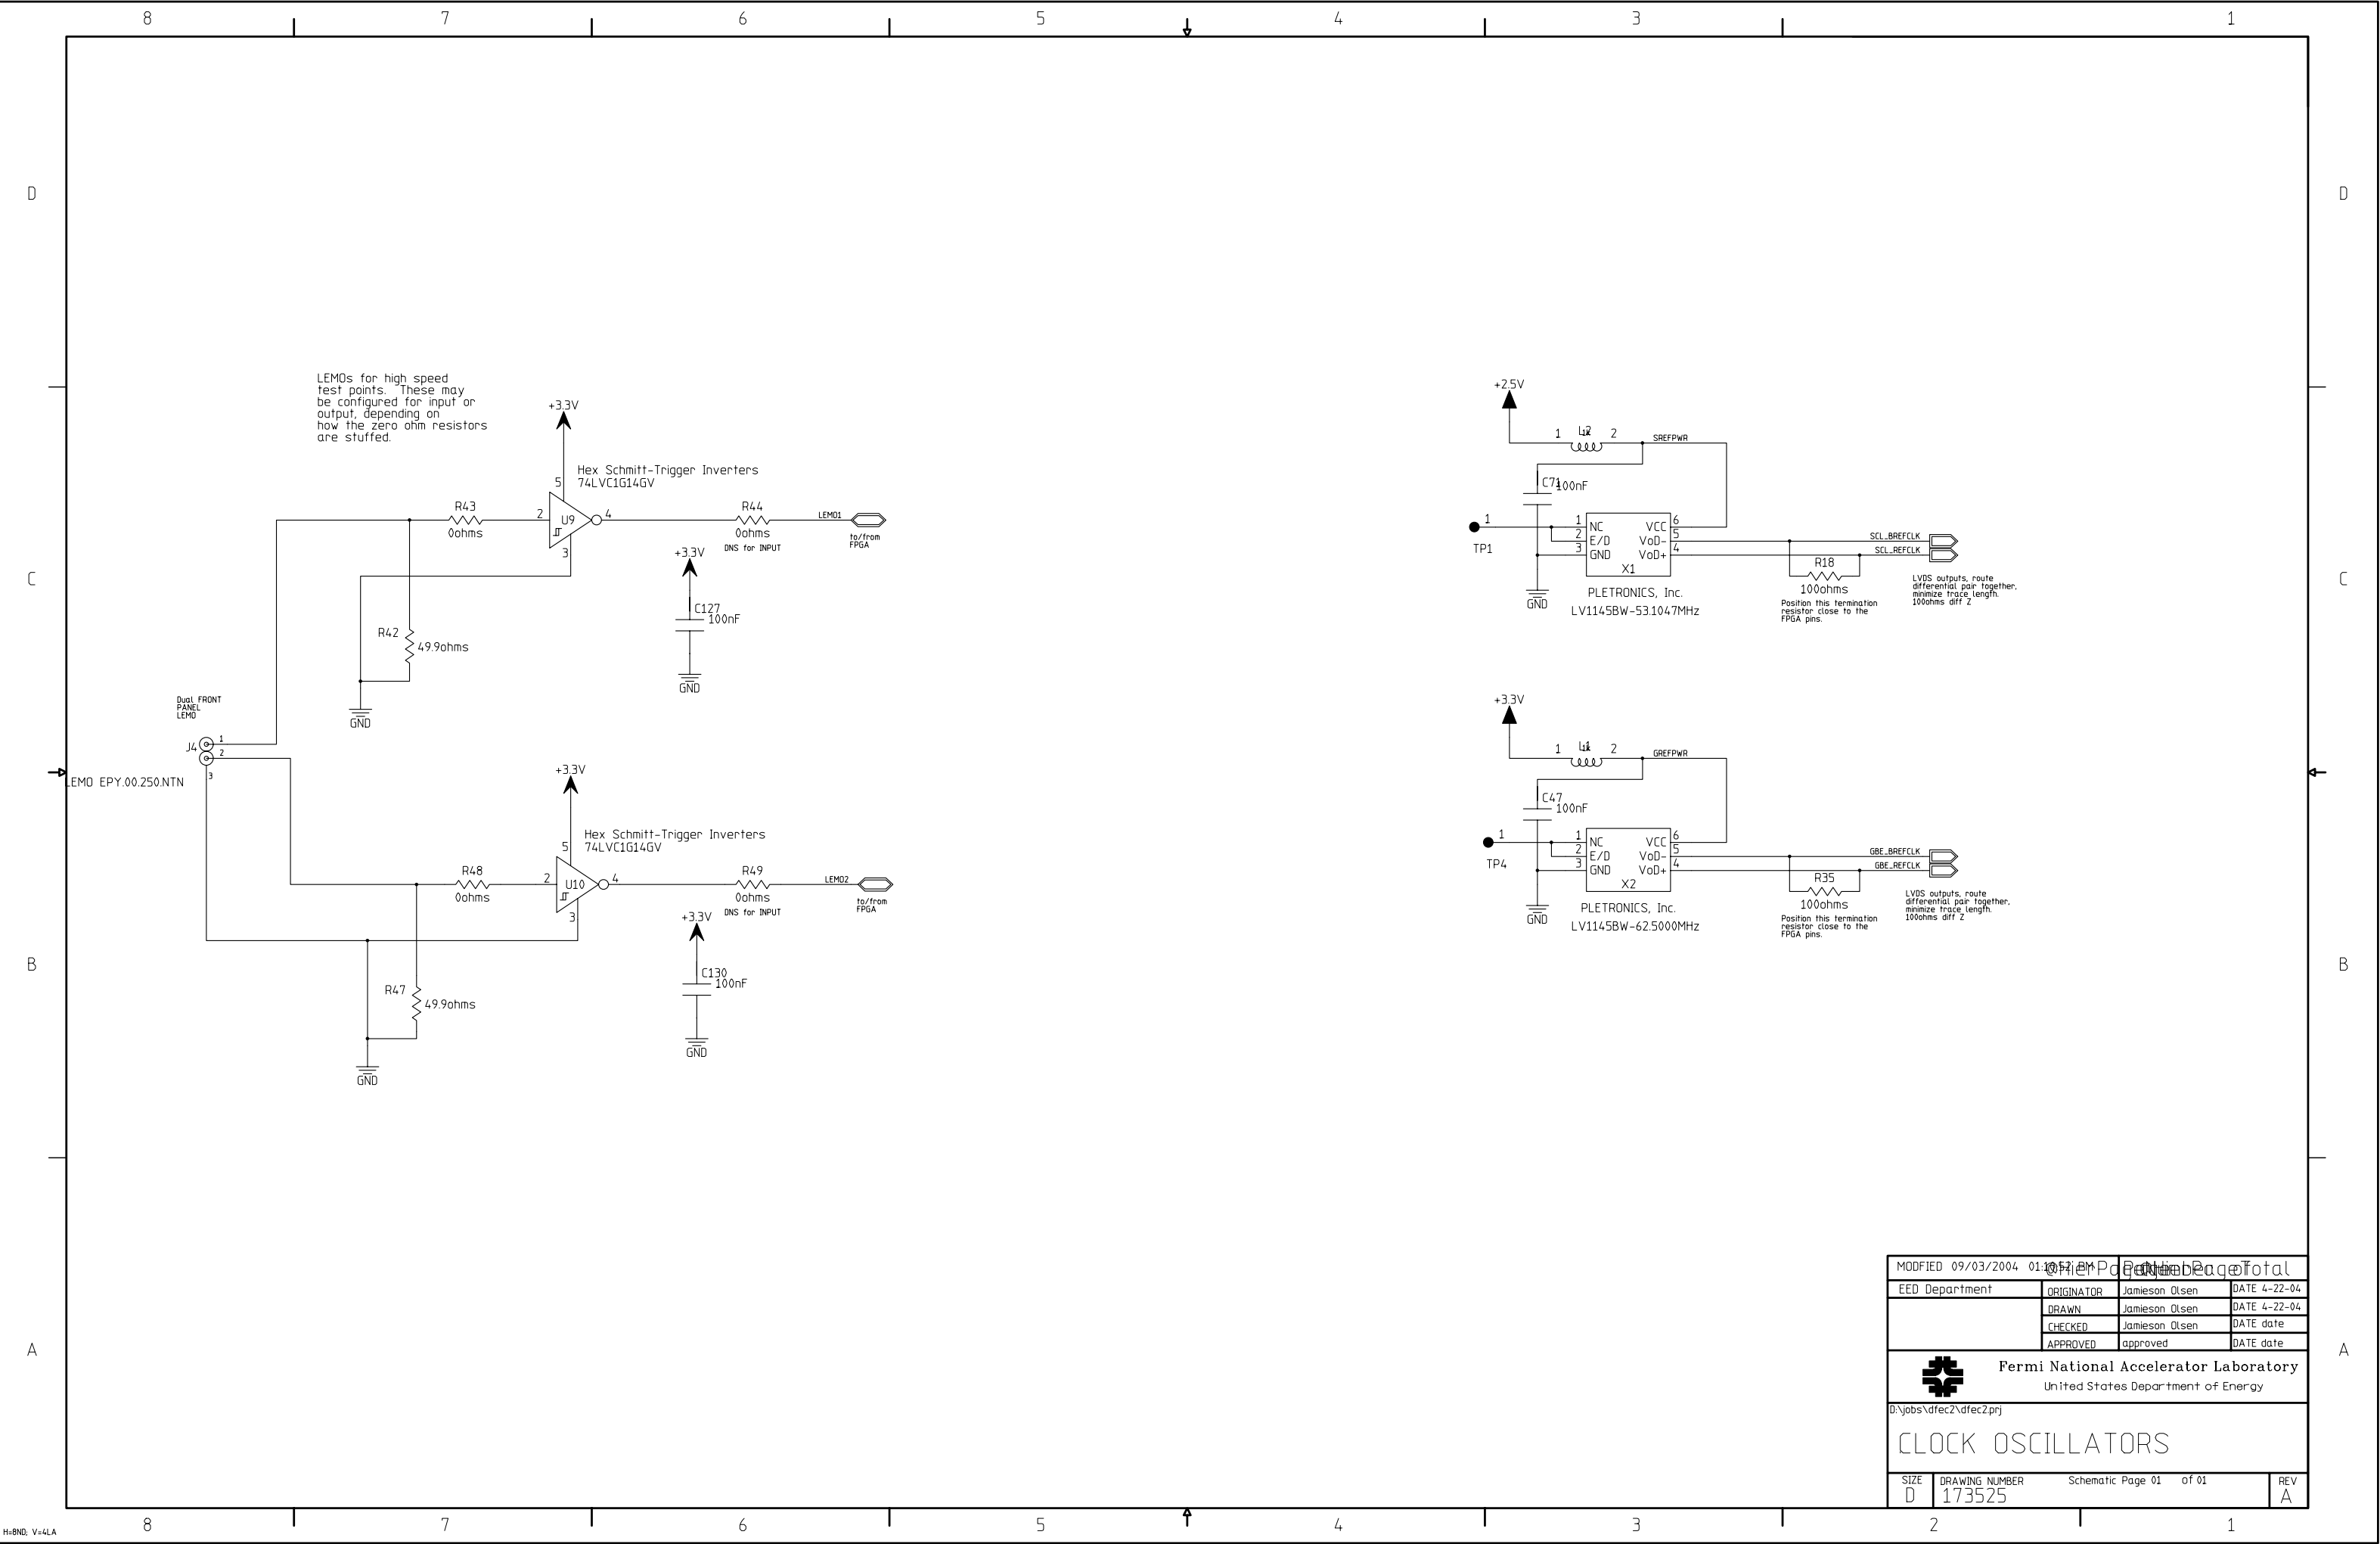 8 7 6 5 4 3 1
D
D
LEMOs for high speed
test points. These may
be configured for input or
output, depending on
how the zero ohm resistors
are stuffed.
+3.3V
Hex Schmitt-Trigger Inverters
74LVC1G14GV
5
R43
0ohms
2
U9
4
3
R44
0ohms
DNS for INPUT
LEMO1
to/from
FPGA
+3.3V
C127
100nF
GND
R42
49.9ohms
GND
C
Dual FRONT
PANEL
LEMO
J4
1
2
3
LEMO EPY.00.250.NTN
+3.3V
Hex Schmitt-Trigger Inverters
74LVC1G14GV
5
R48
0ohms
2
U10
4
3
R49
0ohms
DNS for INPUT
LEMO2
to/from
FPGA
+3.3V
C130
100nF
GND
R47
49.9ohms
GND
B
+2.5V
1 L2 2
SREFPWR
C71
100nF
1
TP1
1 NC VCC 6
2 E/D VoD- 5
3 GND VoD+ 4
X1
GND
PLETRONICS, Inc.
LV1145BW-53.1047MHz
SCL_BREFCLK
SCL_REFCLK
R18
100ohms
Position this termination
resistor close to the
FPGA pins.
LVDS outputs, route
differential pair together,
minimize trace length.
100ohms diff Z
C
+3.3V
1 L1 2
GREFPWR
C47
100nF
1
TP4
1 NC VCC 6
2 E/D VoD- 5
3 GND VoD+ 4
X2
GND
PLETRONICS, Inc.
LV1145BW-62.5000MHz
GBE_BREFCLK
GBE_REFCLK
R35
100ohms
Position this termination
resistor close to the
FPGA pins.
LVDS outputs, route
differential pair together,
minimize trace length.
100ohms diff Z
B
A
A
MODFIED 09/03/2004
EED Department
ORIGINATOR Jamieson Olsen DATE 4-22-04
DRAWN Jamieson Olsen DATE 4-22-04
CHECKED Jamieson Olsen DATE date
APPROVED approved DATE date
Fermi National Accelerator Laboratory
United States Department of Energy
D:\jobs\dfec2\dfec2.prj
CLOCK OSCILLATORS
SIZE DRAWING NUMBER Schematic Page 01 of 01 REV
D 173525 A
8 7 6 5 4 3 2 1
H=8ND; V=4LA